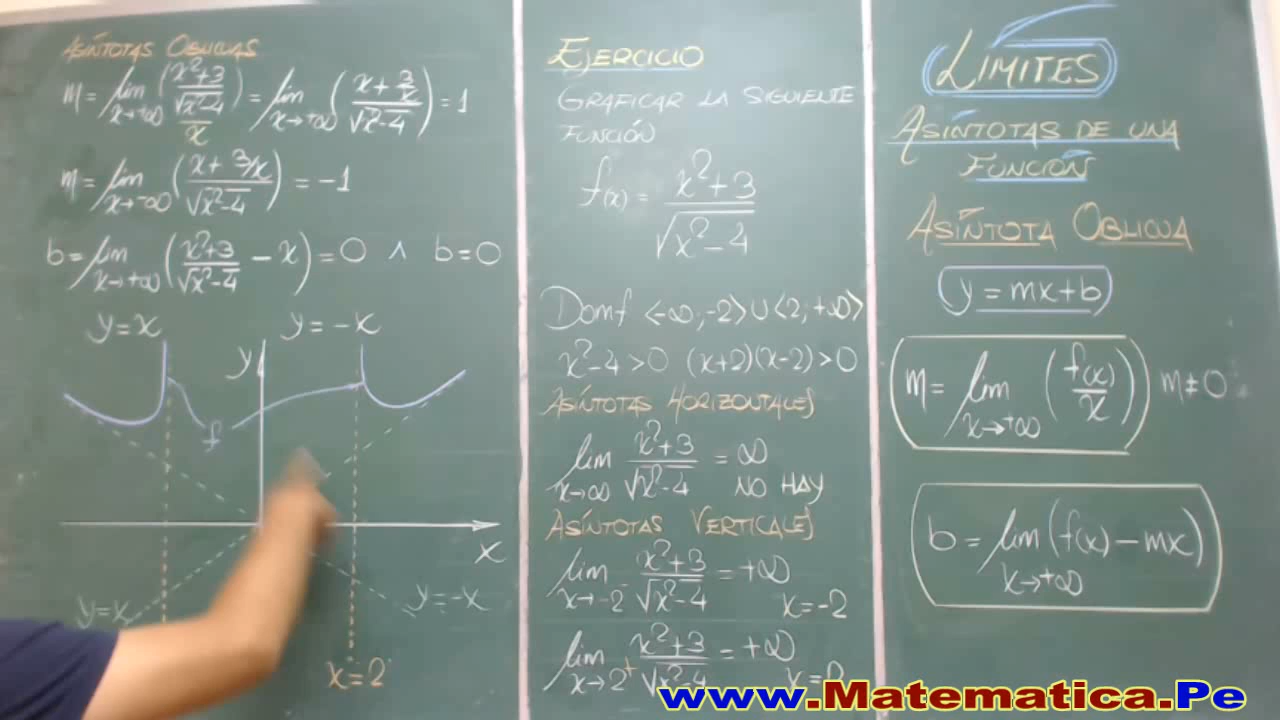 ASÍNTOTAS OBLICUAS
m = lim x→+∞ ((x²+3)/√(x²-4) / x) = lim x→+∞ ((x + 3/x)/√(x²-4)) = 1
m = lim x→-∞ ((x + 3/x)/√(x²-4)) = -1
b = lim x→+∞ ((x²+3)/√(x²-4) - x) = 0 ∧ b = 0
y = x
y = -x
y
f
x
y = x
y = -x
x = 2
EJERCICIO
GRAFICAR LA SIGUIENTE
FUNCIÓN
f(x) = (x²+3)/√(x²-4)
Domf <-∞; -2> ∪ <2; +∞>
x²-4 > 0 (x+2)(x-2) > 0
ASÍNTOTAS HORIZONTALES
lim x→∞ (x²+3)/√(x²-4) = ∞
NO HAY
ASÍNTOTAS VERTICALES
lim x→-2⁻ (x²+3)/√(x²-4) = +∞
x = -2
lim x→2⁺ (x²+3)/√(x²-4) = +∞
x = 2
LÍMITES
ASÍNTOTAS DE UNA
FUNCIÓN
ASÍNTOTA OBLICUA
y = mx+b
m = lim x→±∞ (f(x)/x) m ≠ 0
b = lim x→±∞ (f(x) - mx)
www.Matematica.Pe